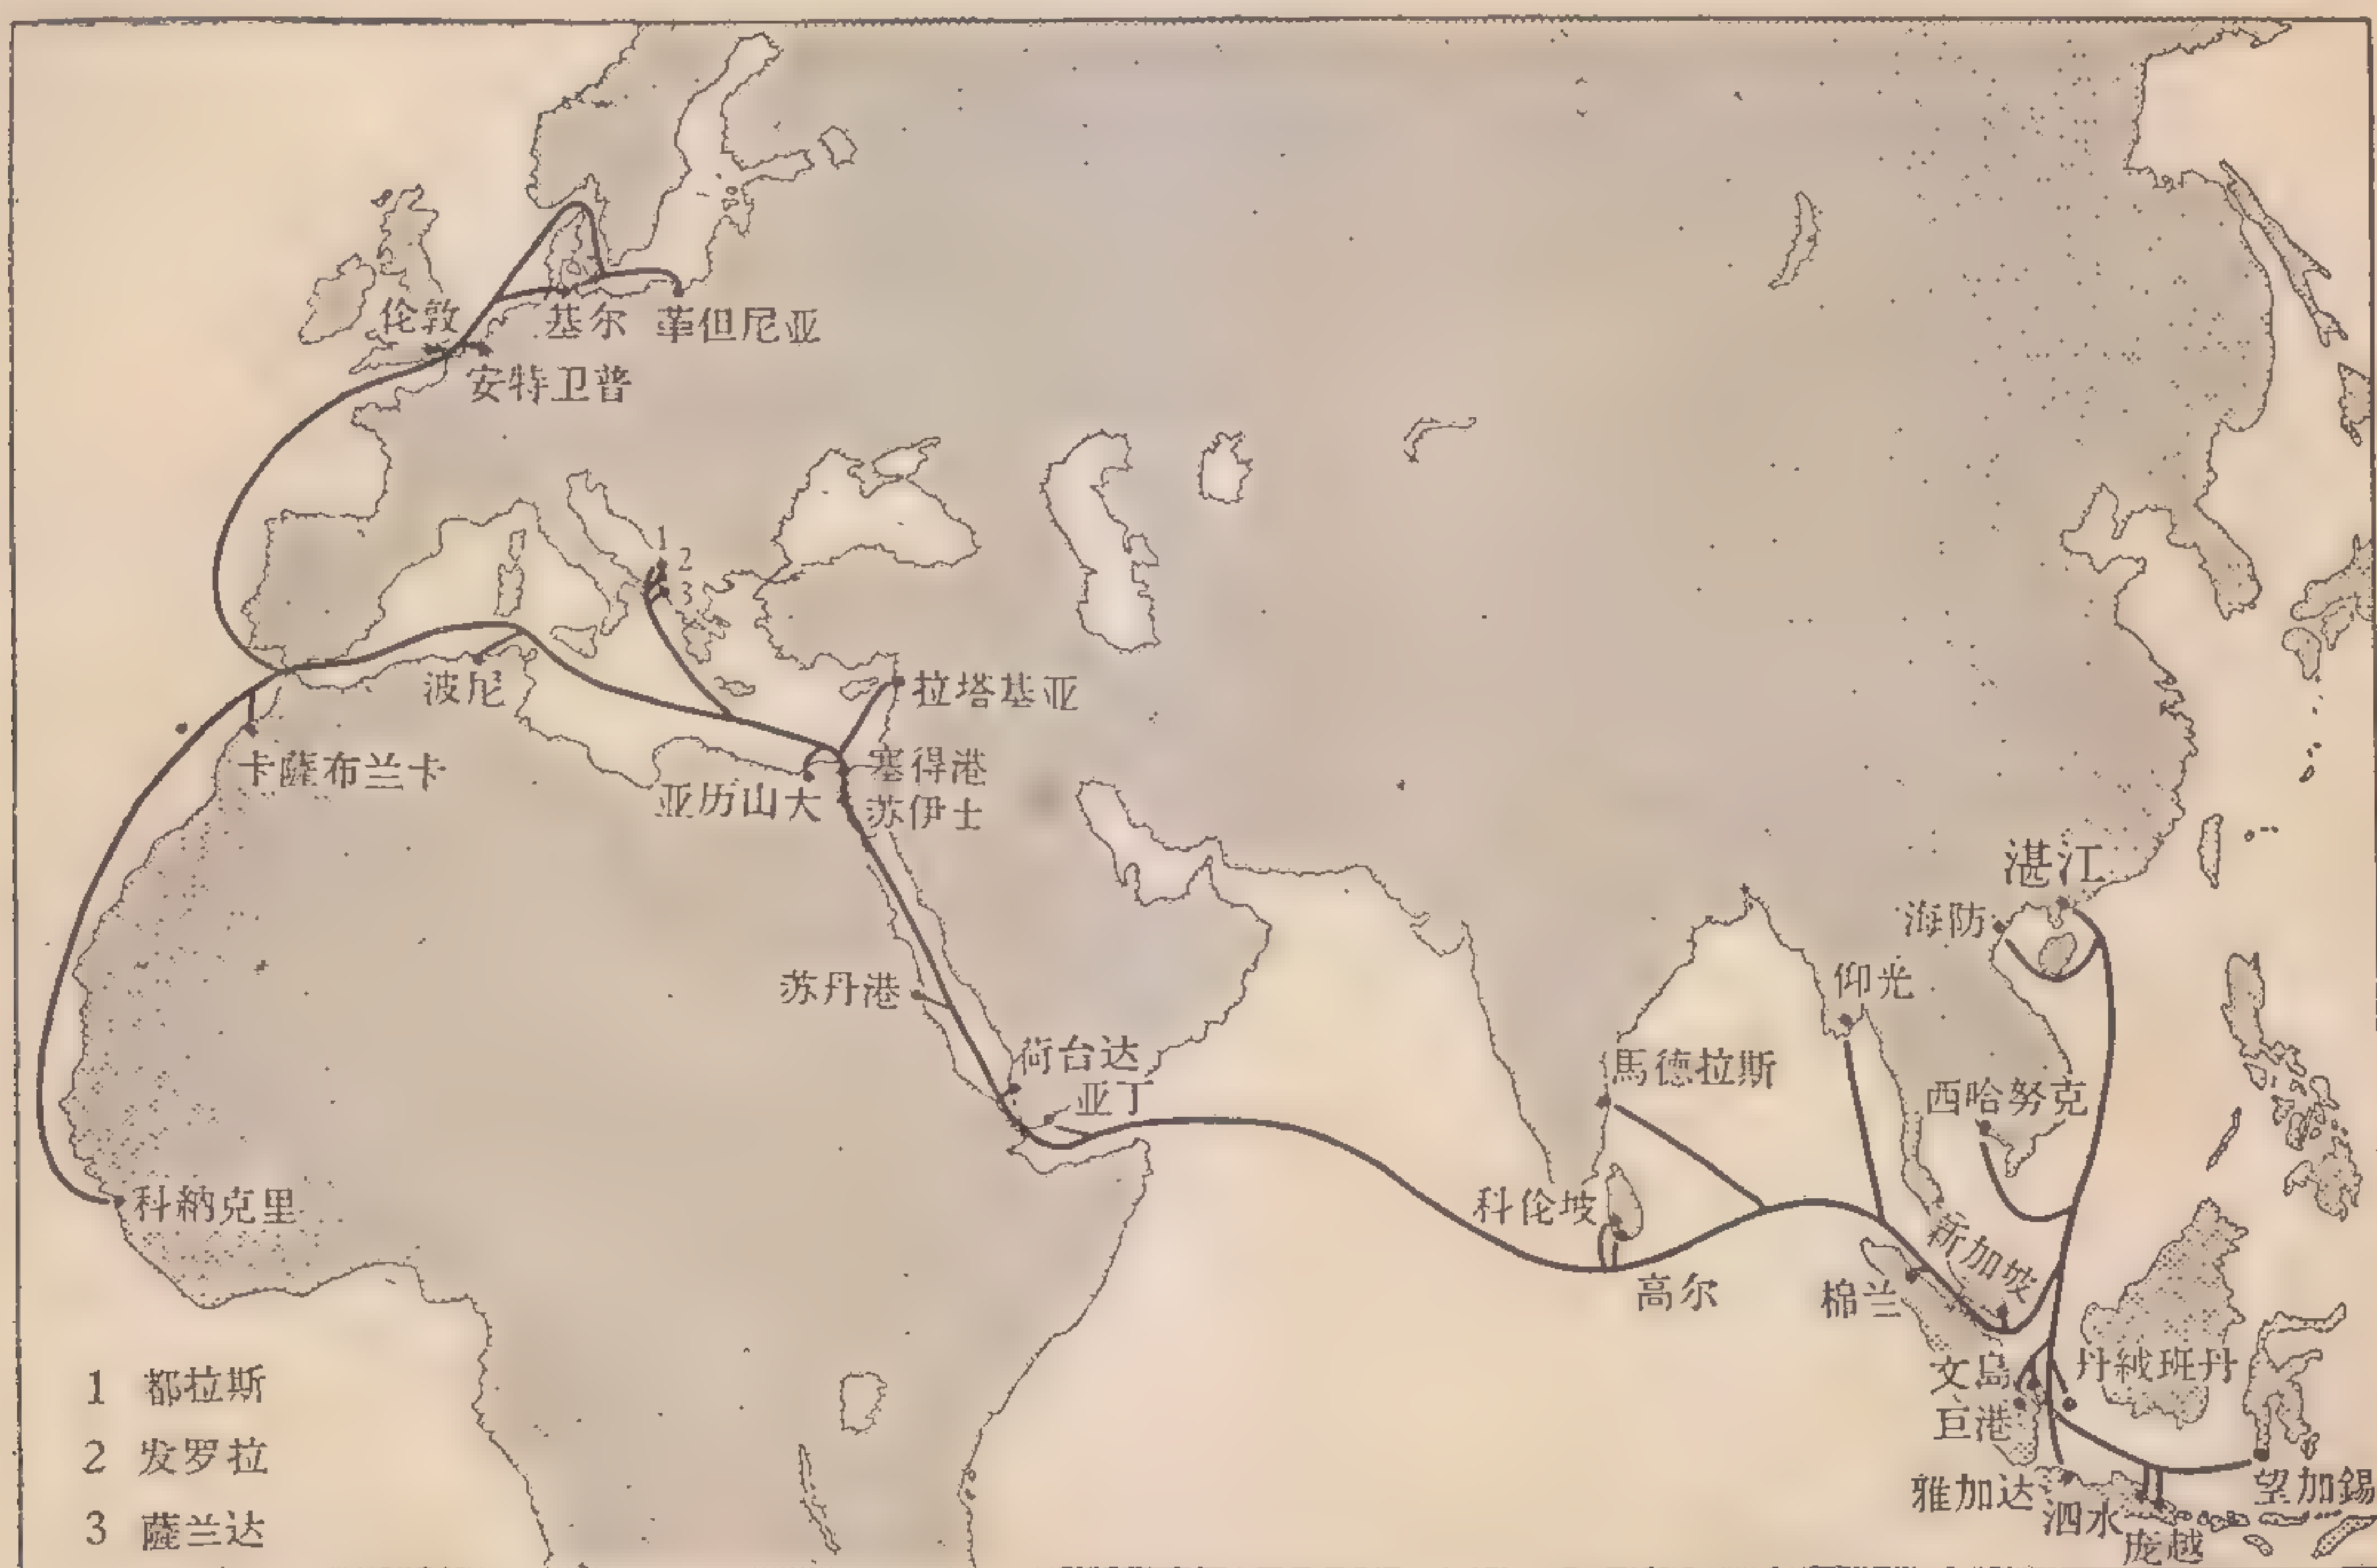 伦敦
基尔
革但尼亚
安特卫普
1
2
3
波尼
拉塔基亚
卡薩布兰卡
亚历山大
塞得港
苏伊士
湛江
海防
苏丹港
仰光
荷台达
亚丁
馬德拉斯
西哈努克
科納克里
科伦坡
新加坡
高尔
棉兰
文島
丹絨班丹
巨港
雅加达
泗水
庞越
望加錫
1 都拉斯
2 发罗拉
3 薩兰达